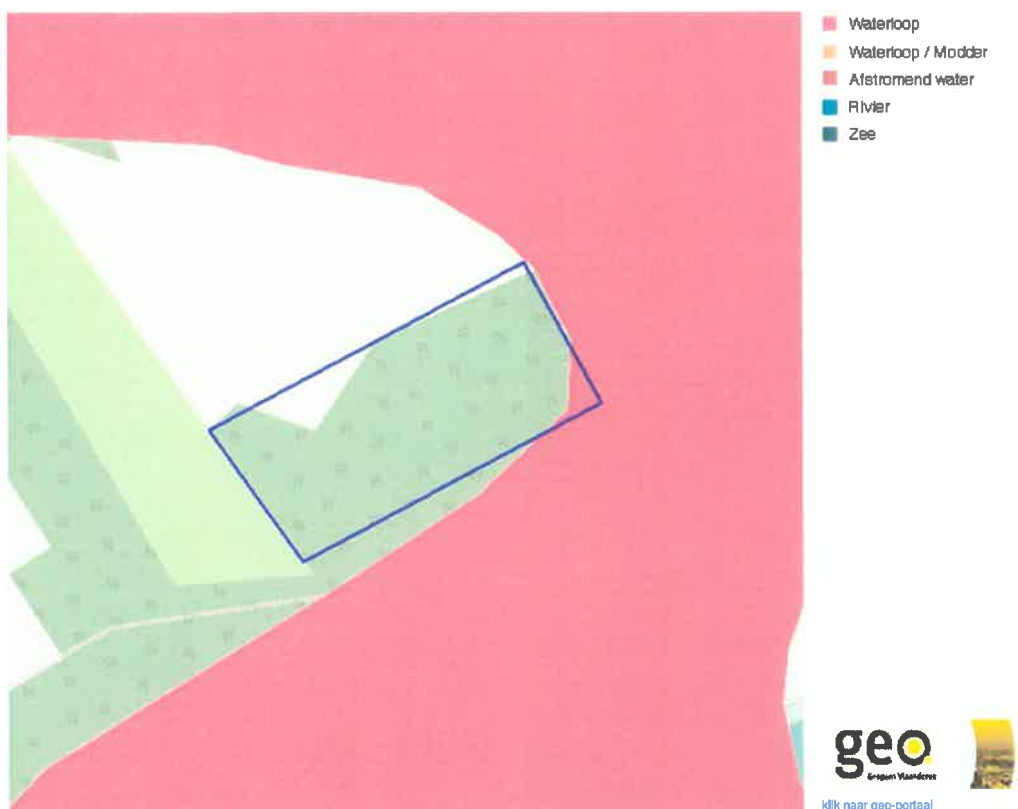 Waterloop
Waterloop / Modder
Afstromend water
Rivier
Zee
geo
klik naar geo-portaal